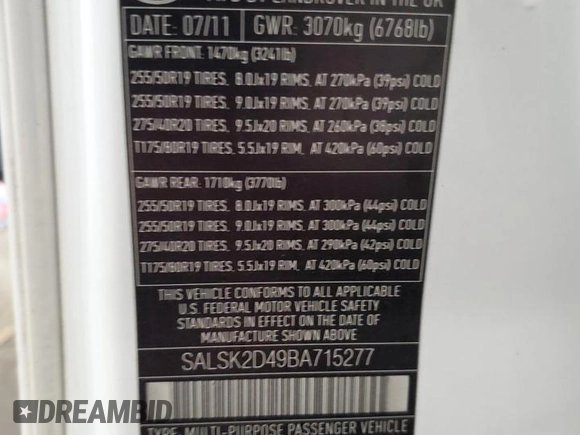 LANDROVER IN THE UK
DATE: 07/11 GWR: 3070kg (6768lb)
GAWR FRONT: 1470kg (3241lb)
255/50R19 TIRES, 8.0Jx19 RIMS, AT 270kPa (39psi) COLD
255/50R19 TIRES, 9.0Jx19 RIMS, AT 270kPa (39psi) COLD
275/40R20 TIRES, 9.5Jx20 RIMS, AT 260kPa (38psi) COLD
T175/80R19 TIRES, 5.5Jx19 RIM, AT 420kPa (60psi) COLD
GAWR REAR: 1710kg (3770lb)
255/50R19 TIRES, 8.0Jx19 RIMS, AT 300kPa (44psi) COLD
255/50R19 TIRES, 9.0Jx19 RIMS, AT 300kPa (44psi) COLD
275/40R20 TIRES, 9.5Jx20 RIMS, AT 290kPa (42psi) COLD
T175/80R19 TIRES, 5.5Jx19 RIM, AT 420kPa (60psi) COLD
THIS VEHICLE CONFORMS TO ALL APPLICABLE
U.S. FEDERAL MOTOR VEHICLE SAFETY
STANDARDS IN EFFECT ON THE DATE OF
MANUFACTURE SHOWN ABOVE
SALSK2D49BA715277
DREAMBID
TYPE: MULTI-PURPOSE PASSENGER VEHICLE